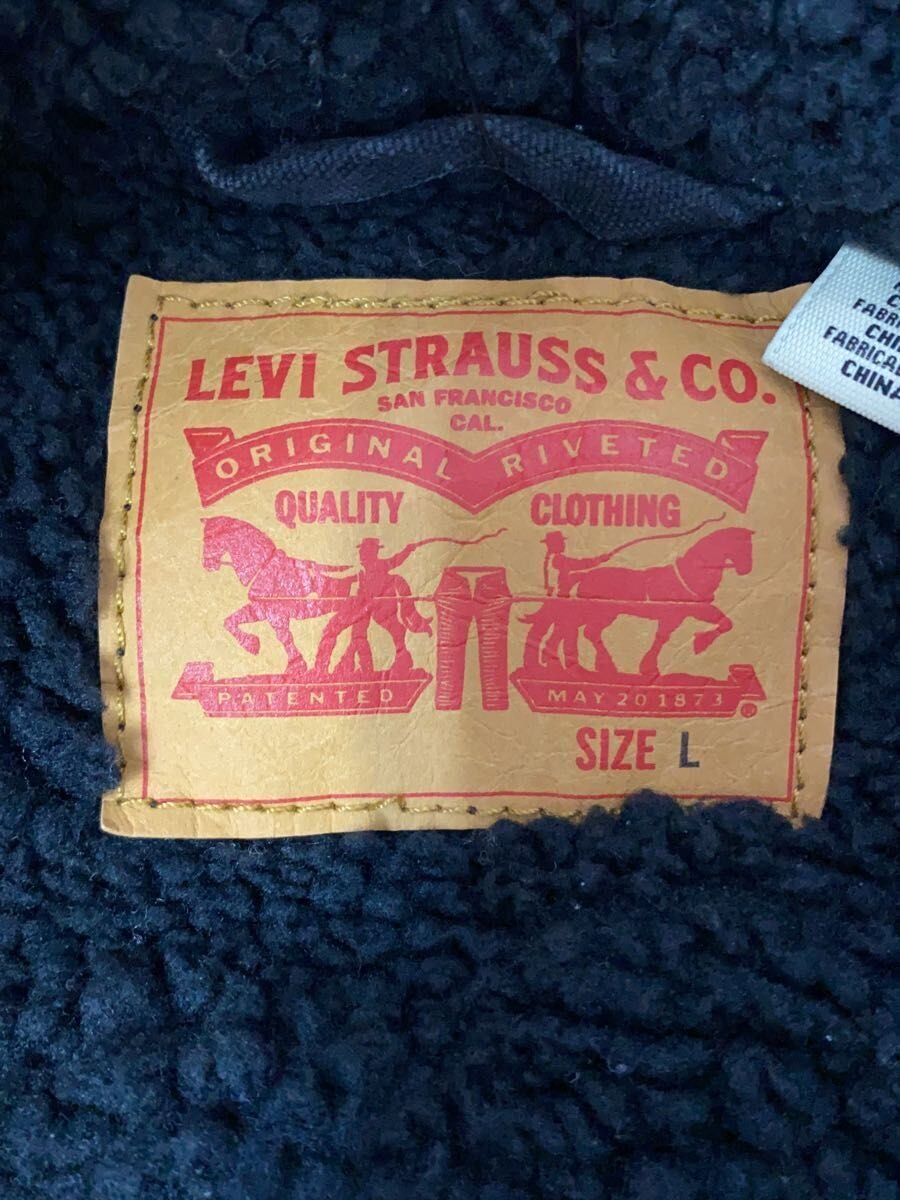 LEVI STRAUSS & CO.
SAN FRANCISCO
CAL.
ORIGINAL RIVETED
QUALITY CLOTHING
PATENTED MAY 20 1873
SIZE L
CHINA